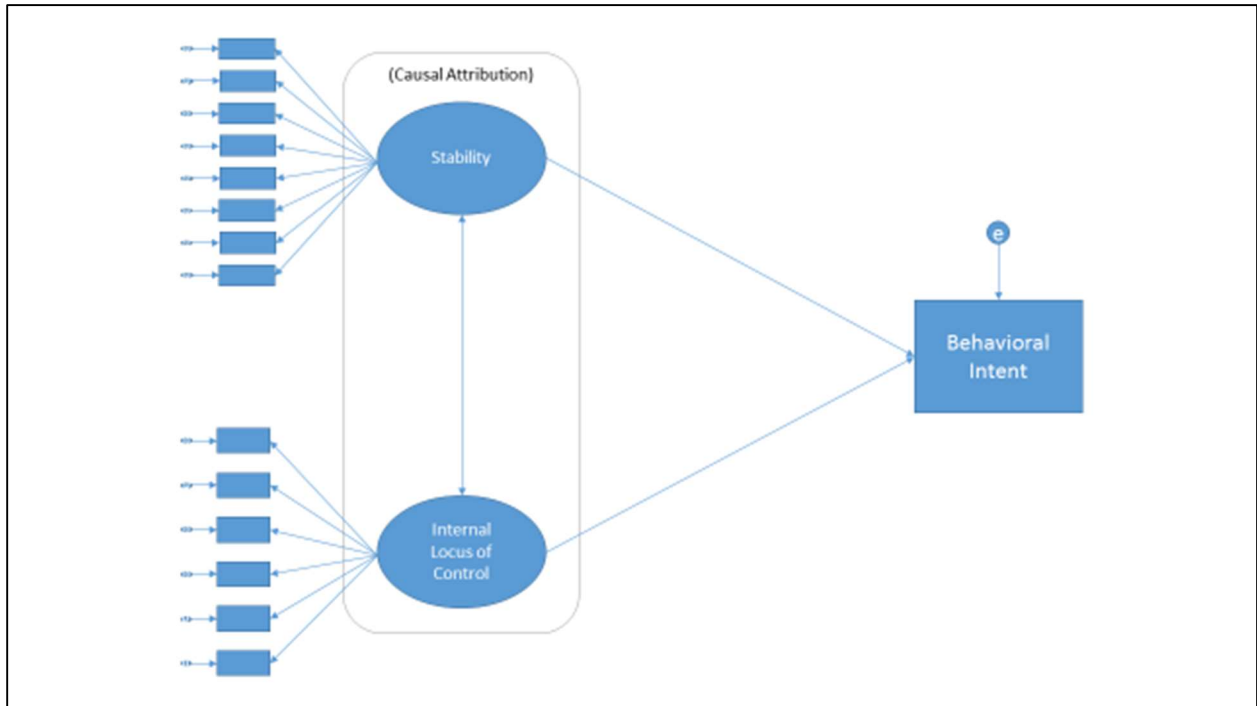 (Causal Attribution)
Stability
e
Behavioral
Intent
Internal
Locus of
Control